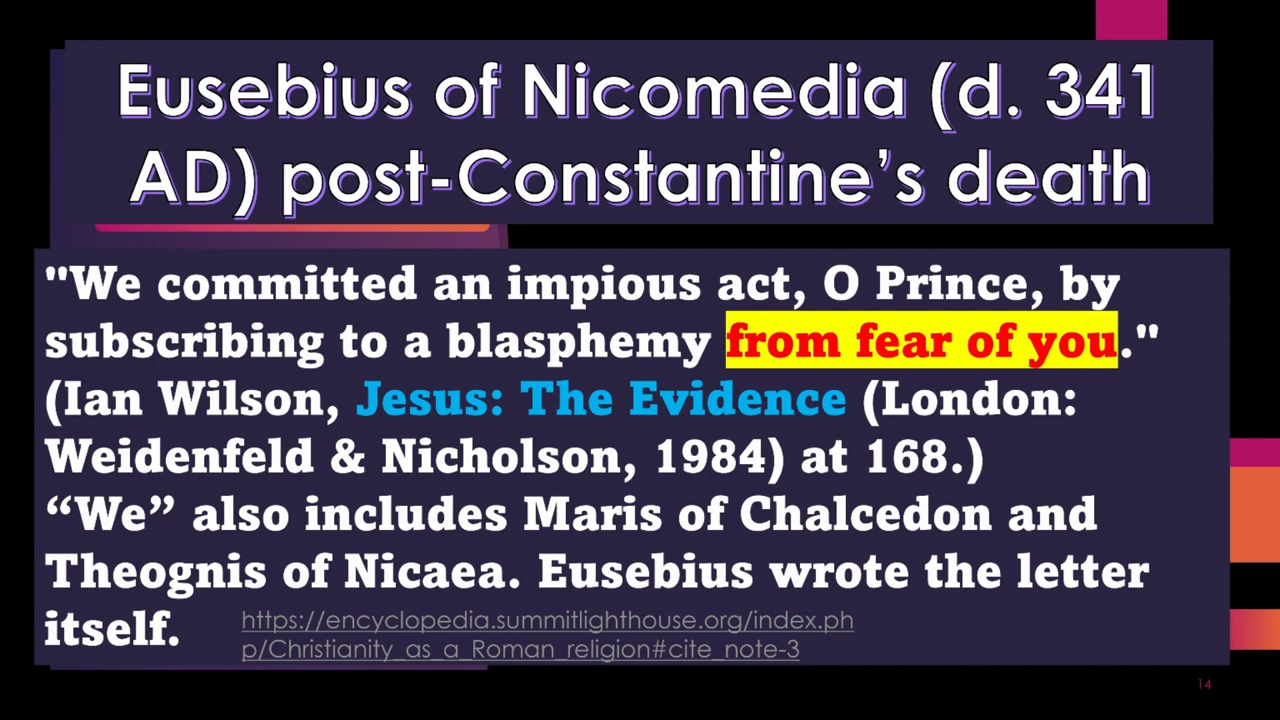 Eusebius of Nicomedia (d. 341
AD) post-Constantine’s death
"We committed an impious act, O Prince, by
subscribing to a blasphemy from fear of you."
(Ian Wilson, Jesus: The Evidence (London:
Weidenfeld & Nicholson, 1984) at 168.)
“We” also includes Maris of Chalcedon and
Theognis of Nicaea. Eusebius wrote the letter
itself.
https://encyclopedia.summitlighthouse.org/index.ph
p/Christianity_as_a_Roman_religion#cite_note-3
14